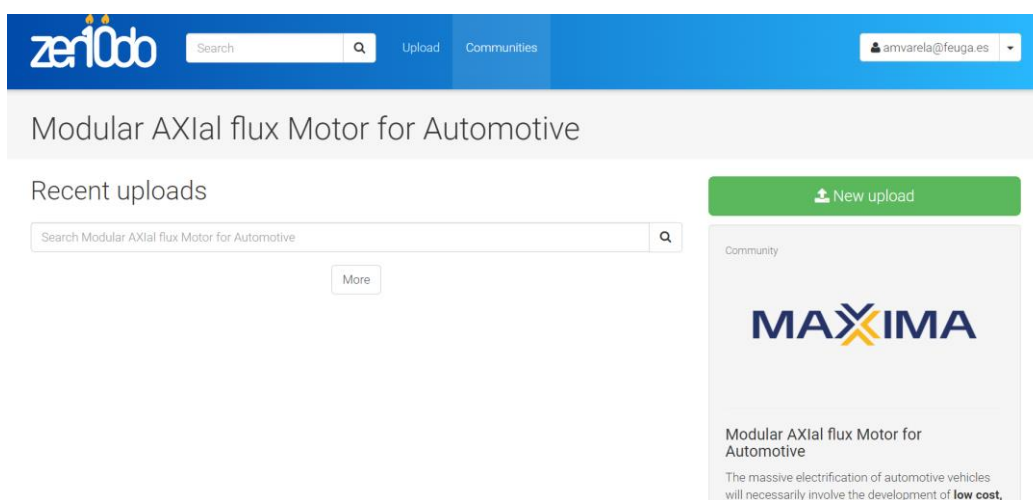 zen10do
Search
Upload
Communities
amvarela@feuga.es
Modular AXIal flux Motor for Automotive
Recent uploads
New upload
Search Modular AXIal flux Motor for Automotive
More
Community
MAXIMA
Modular AXIal flux Motor for
Automotive
The massive electrification of automotive vehicles
will necessarily involve the development of low cost,